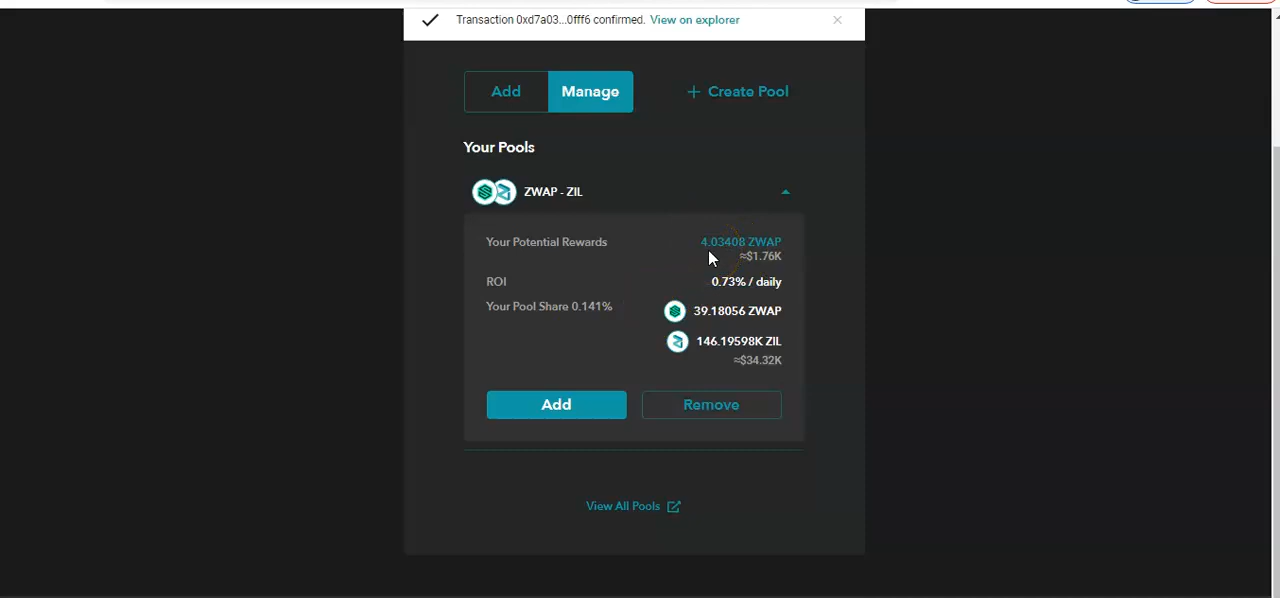 Transaction 0xd7a03...0fff6 confirmed. View on explorer
Add Manage + Create Pool
Your Pools
ZWAP - ZIL
Your Potential Rewards 4.03408 ZWAP
≈$1.76K
ROI 0.73% / daily
Your Pool Share 0.141% 39.18056 ZWAP
146.19598K ZIL
≈$34.32K
Add Remove
View All Pools